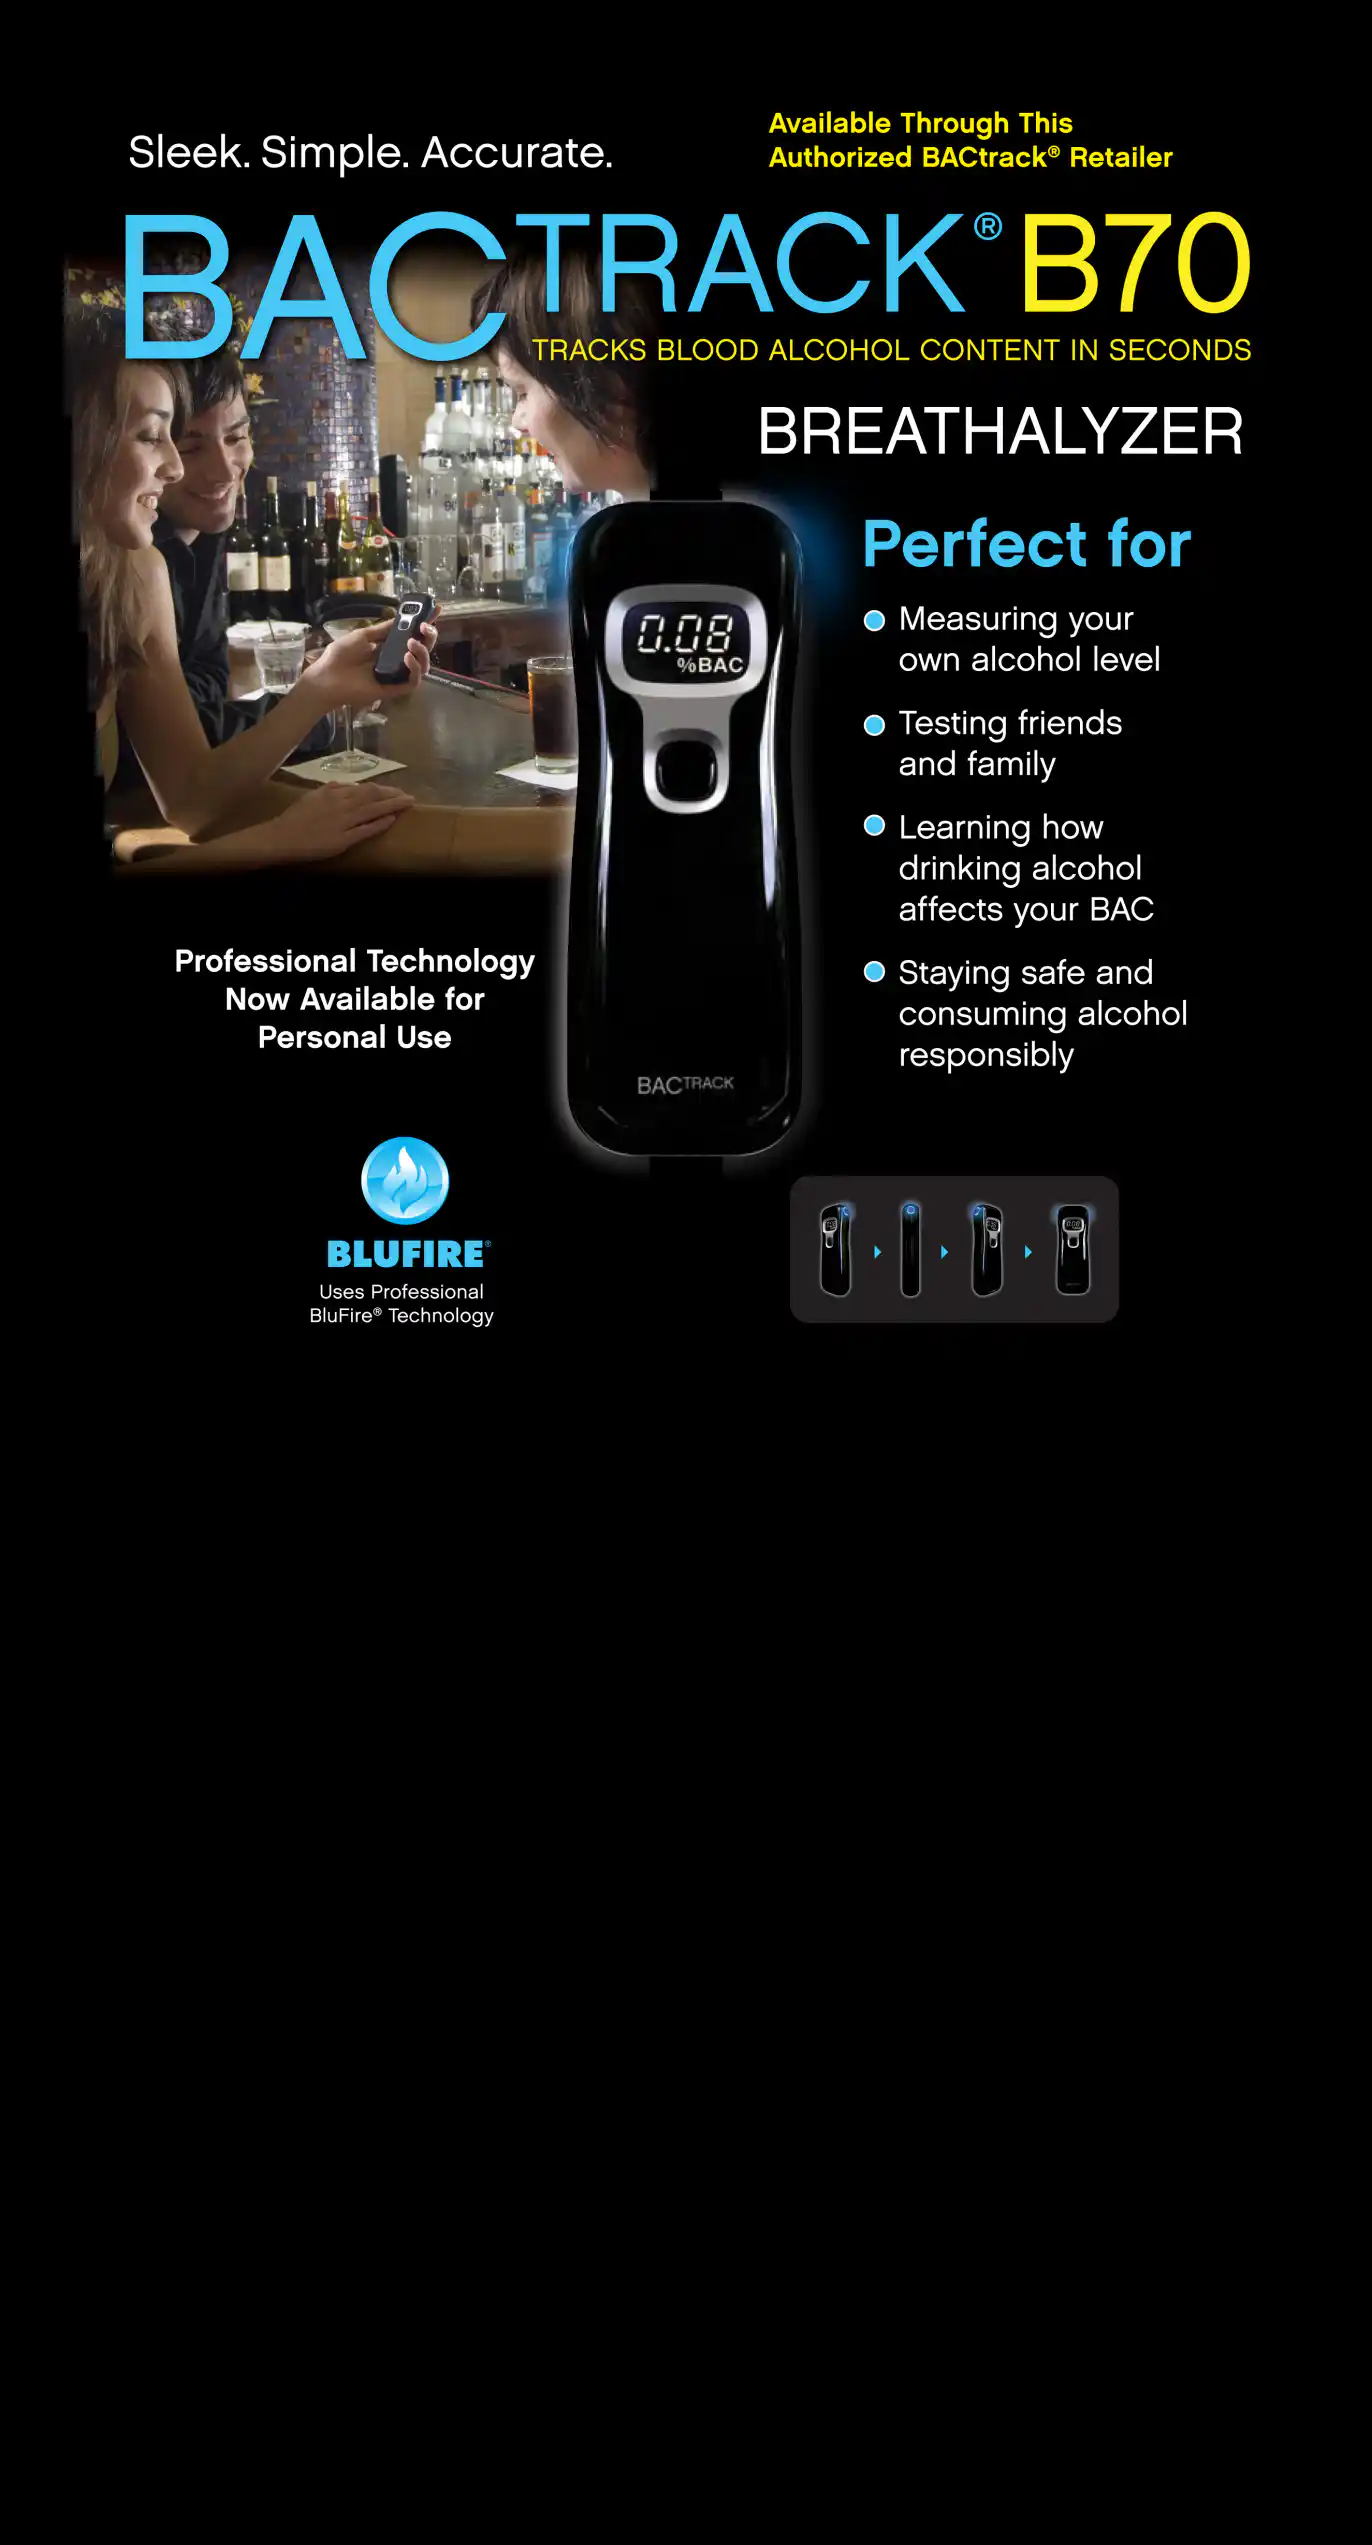 Sleek. Simple. Accurate.
Available Through This
Authorized BACtrack® Retailer
BACTRACK® B70
TRACKS BLOOD ALCOHOL CONTENT IN SECONDS
BREATHALYZER
Perfect for
Measuring your
own alcohol level
Testing friends
and family
Learning how
drinking alcohol
affects your BAC
Staying safe and
consuming alcohol
responsibly
0.08
%BAC
BACTRACK
Professional Technology
Now Available for
Personal Use
BLUFIRE®
Uses Professional
BluFire® Technology